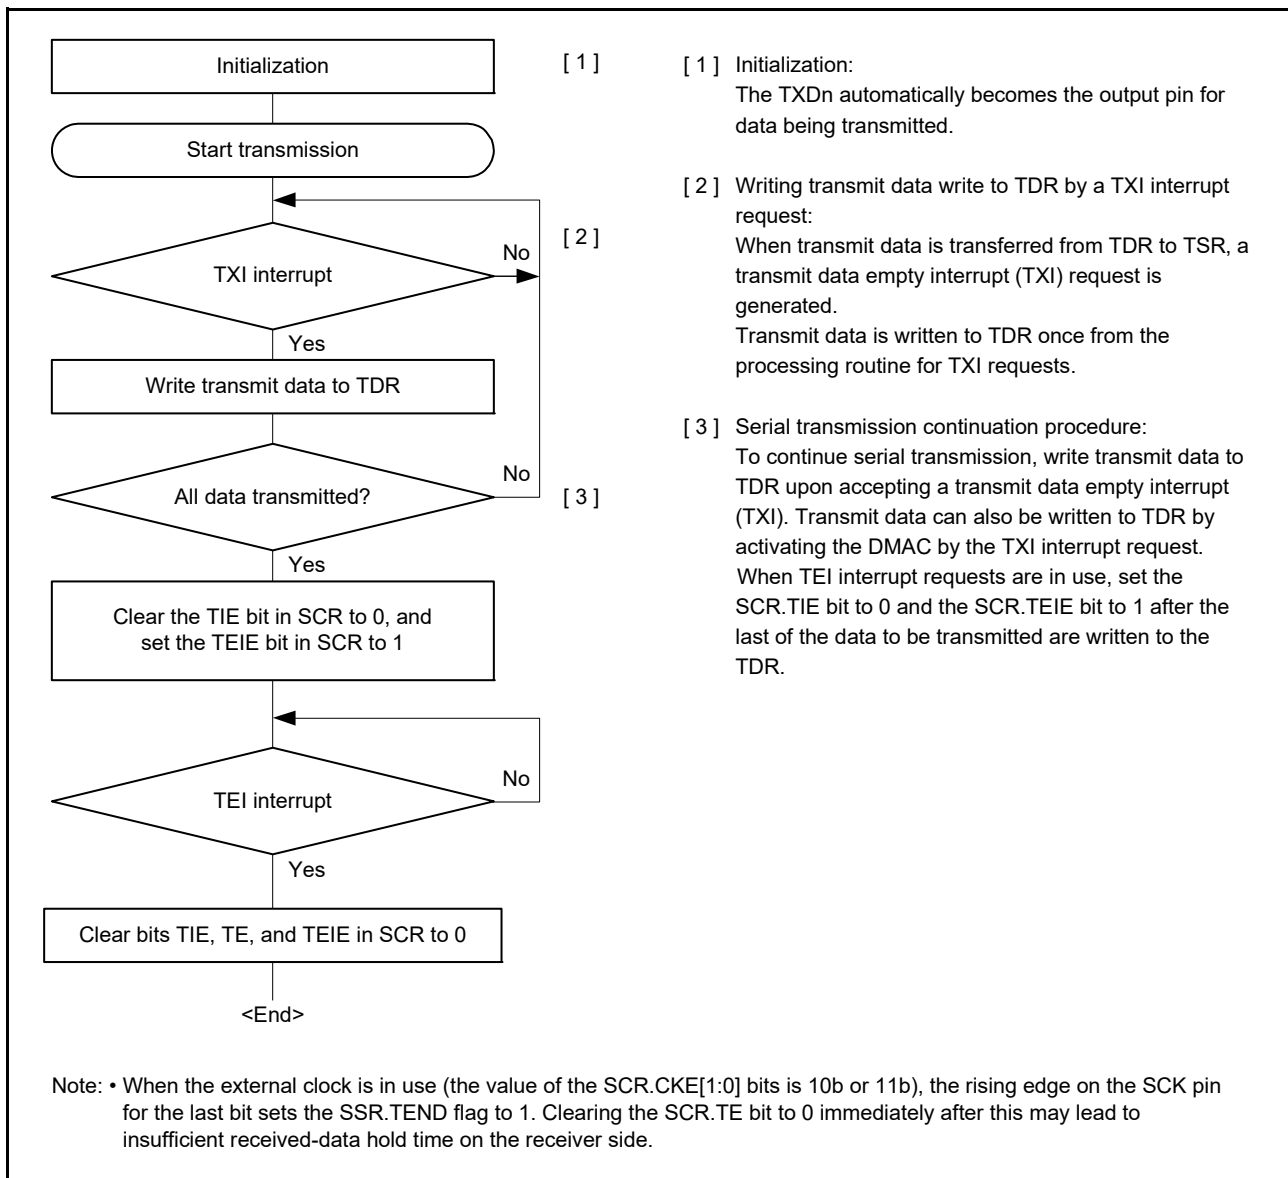 Initialization
[ 1 ]
Start transmission
[ 2 ]
TXI interrupt
No
Yes
Write transmit data to TDR
All data transmitted?
No
[ 3 ]
Yes
Clear the TIE bit in SCR to 0, and
set the TEIE bit in SCR to 1
TEI interrupt
No
Yes
Clear bits TIE, TE, and TEIE in SCR to 0
<End>
[ 1 ] Initialization:
The TXDn automatically becomes the output pin for
data being transmitted.
[ 2 ] Writing transmit data write to TDR by a TXI interrupt
request:
When transmit data is transferred from TDR to TSR, a
transmit data empty interrupt (TXI) request is
generated.
Transmit data is written to TDR once from the
processing routine for TXI requests.
[ 3 ] Serial transmission continuation procedure:
To continue serial transmission, write transmit data to
TDR upon accepting a transmit data empty interrupt
(TXI). Transmit data can also be written to TDR by
activating the DMAC by the TXI interrupt request.
When TEI interrupt requests are in use, set the
SCR.TIE bit to 0 and the SCR.TEIE bit to 1 after the
last of the data to be transmitted are written to the
TDR.
Note: • When the external clock is in use (the value of the SCR.CKE[1:0] bits is 10b or 11b), the rising edge on the SCK pin
for the last bit sets the SSR.TEND flag to 1. Clearing the SCR.TE bit to 0 immediately after this may lead to
insufficient received-data hold time on the receiver side.